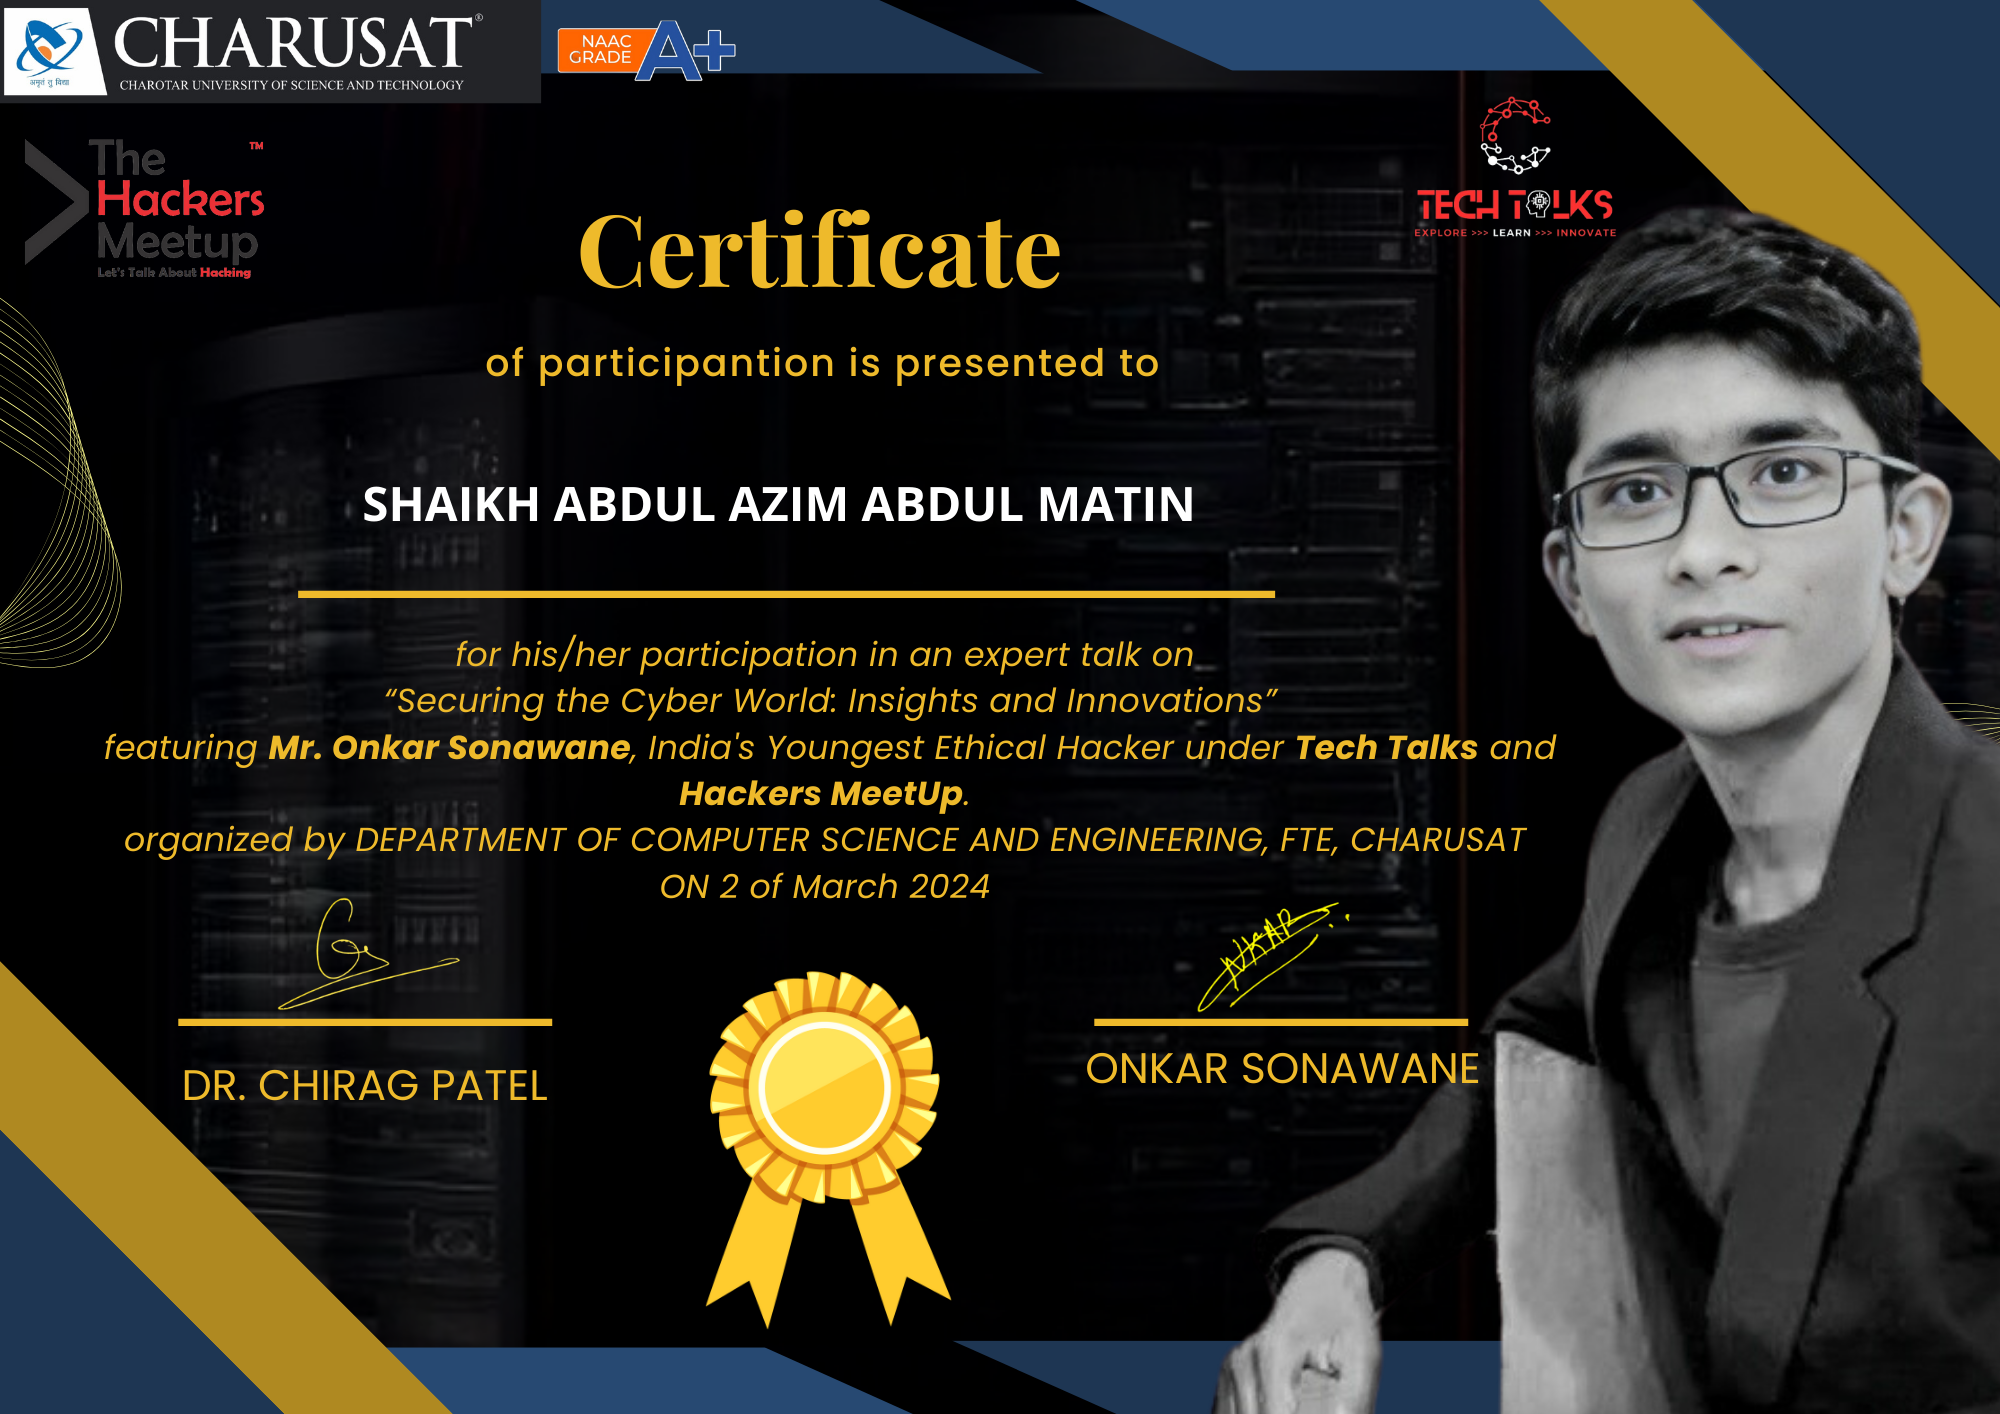 CHARUSAT®
CHAROTAR UNIVERSITY OF SCIENCE AND TECHNOLOGY
अमृतं तु विद्या
NAAC
GRADE
A+
The
Hackers
Meetup
TM
Let's Talk About Hacking
TECH TALKS
EXPLORE >>> LEARN >>> INNOVATE
Certificate
of participantion is presented to
SHAIKH ABDUL AZIM ABDUL MATIN
for his/her participation in an expert talk on
“Securing the Cyber World: Insights and Innovations”
featuring Mr. Onkar Sonawane, India's Youngest Ethical Hacker under Tech Talks and
Hackers MeetUp.
organized by DEPARTMENT OF COMPUTER SCIENCE AND ENGINEERING, FTE, CHARUSAT
ON 2 of March 2024
DR. CHIRAG PATEL
ONKAR SONAWANE